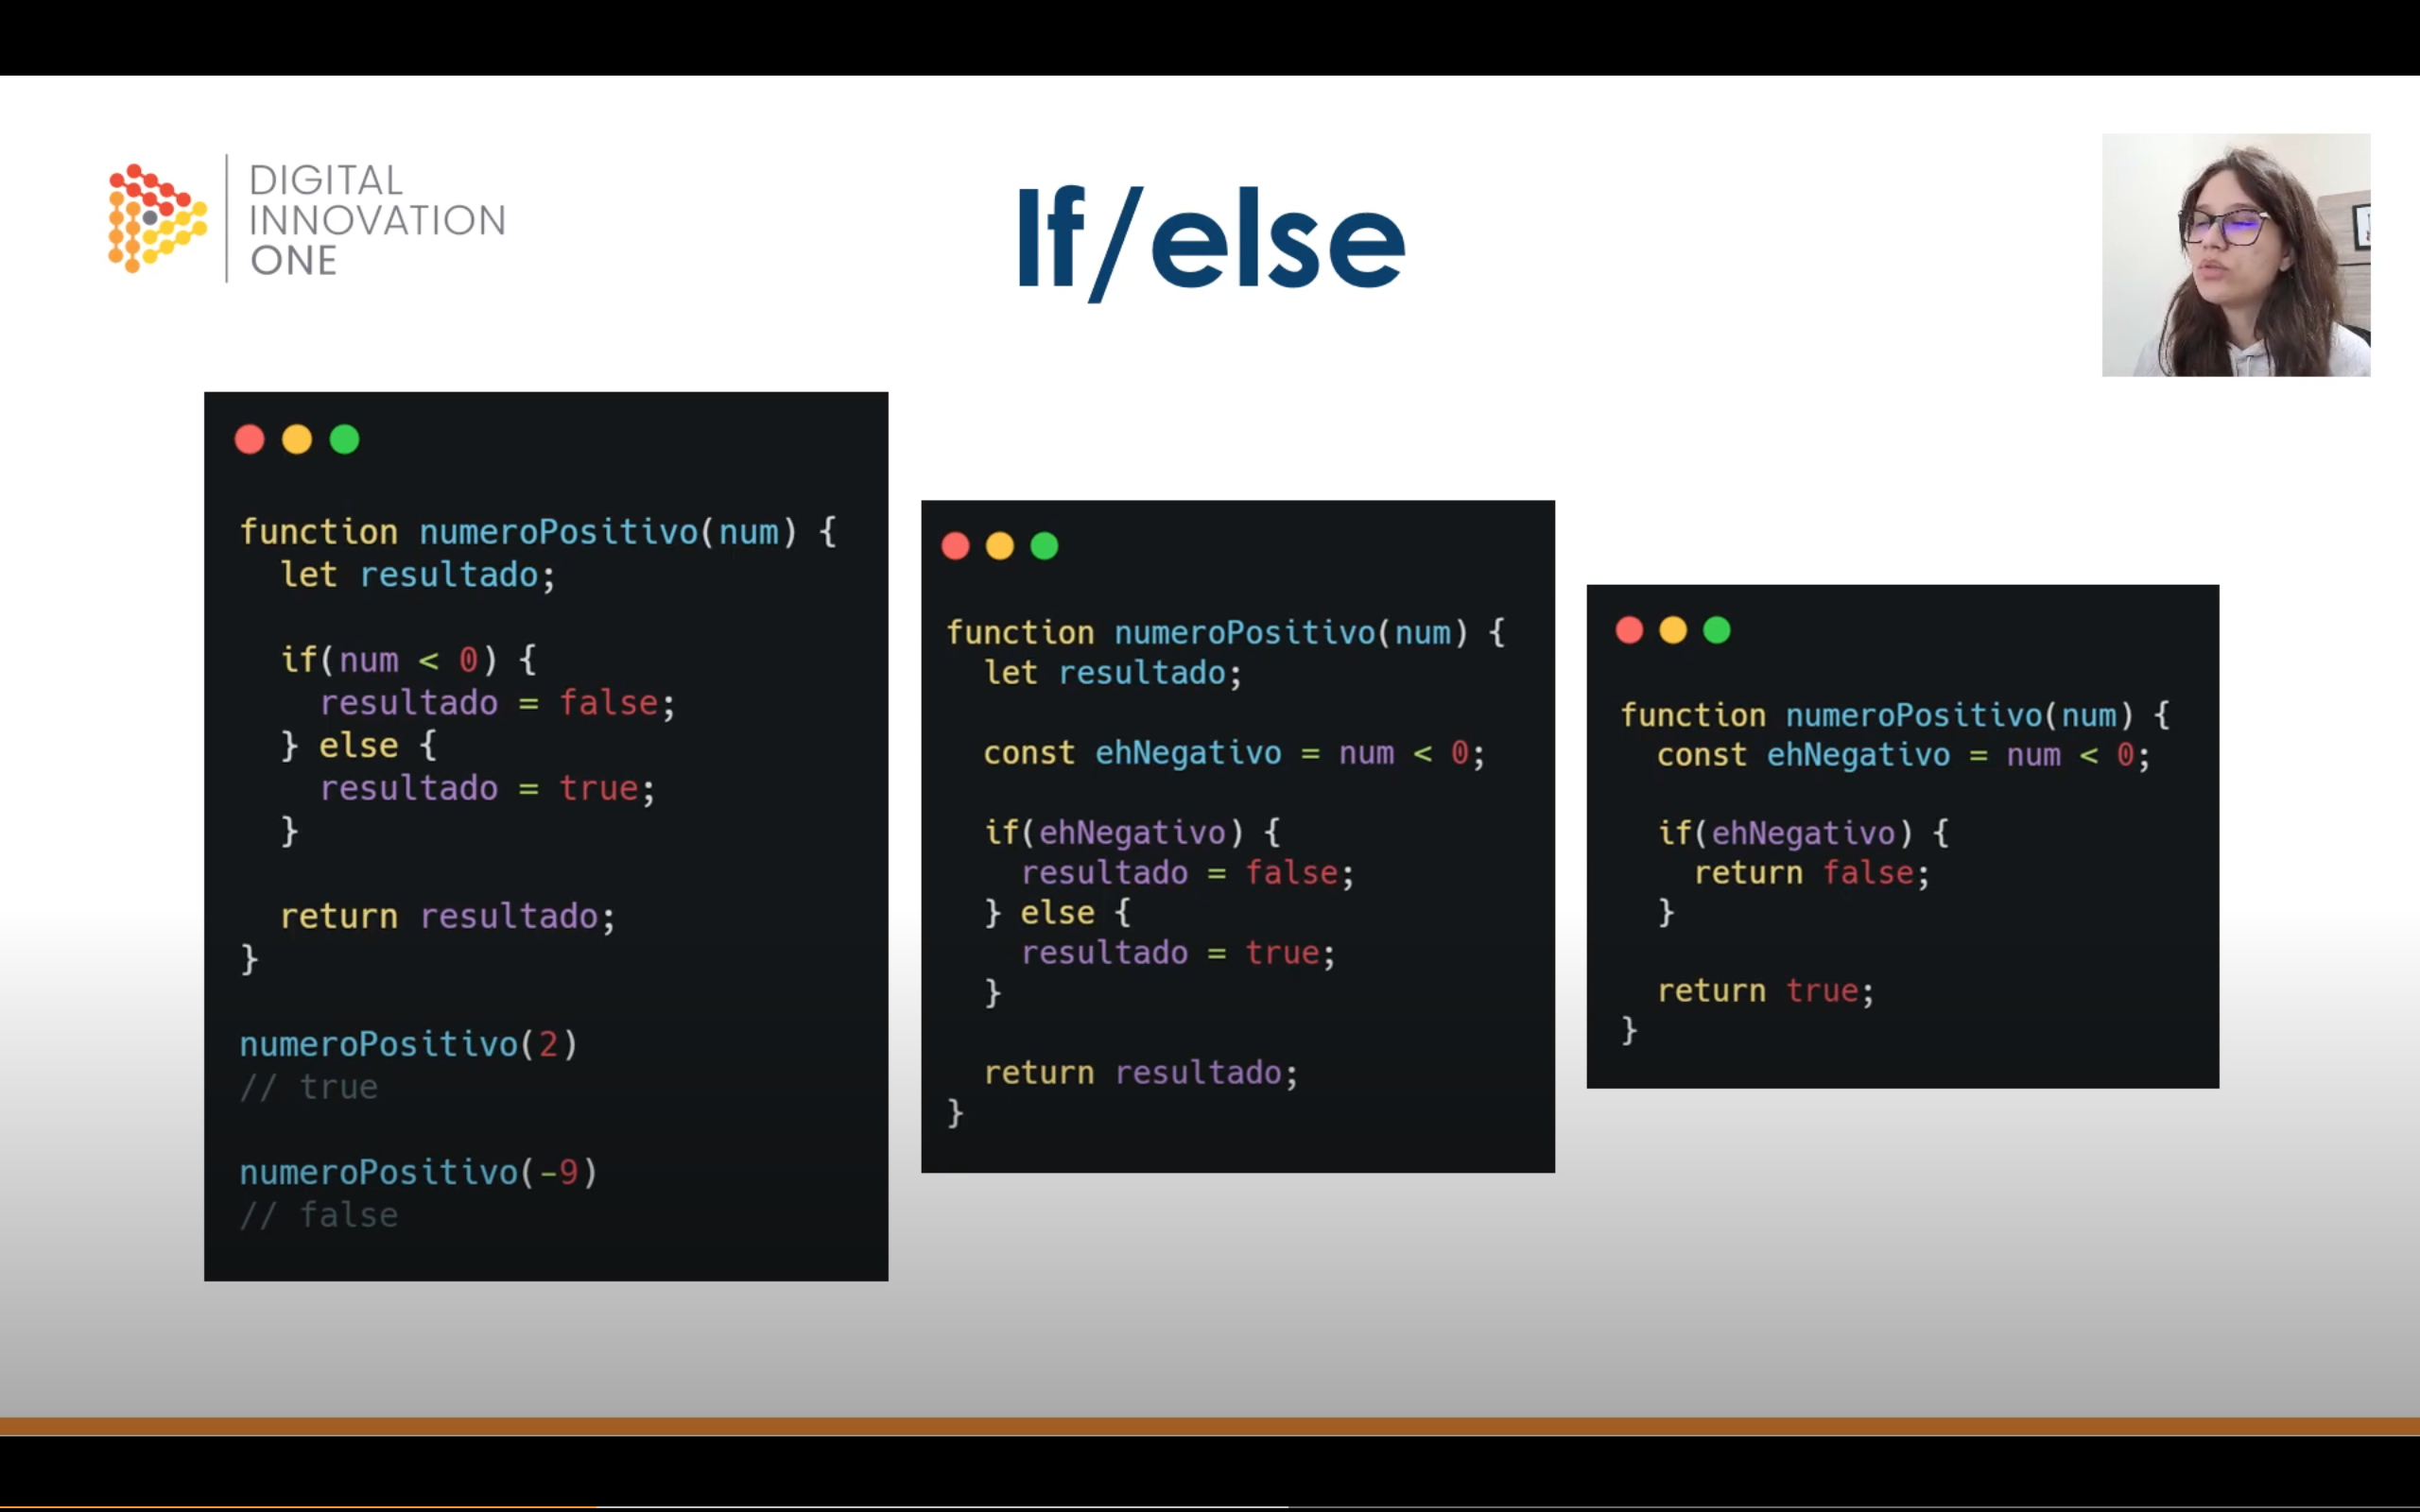 DIGITAL
INNOVATION
ONE
If/else
function numeroPositivo(num) {
  let resultado;
  if(num < 0) {
    resultado = false;
  } else {
    resultado = true;
  }
  return resultado;
}
numeroPositivo(2)
// true
numeroPositivo(-9)
// false
function numeroPositivo(num) {
  let resultado;
  const ehNegativo = num < 0;
  if(ehNegativo) {
    resultado = false;
  } else {
    resultado = true;
  }
  return resultado;
}
function numeroPositivo(num) {
  const ehNegativo = num < 0;
  if(ehNegativo) {
    return false;
  }
  return true;
}